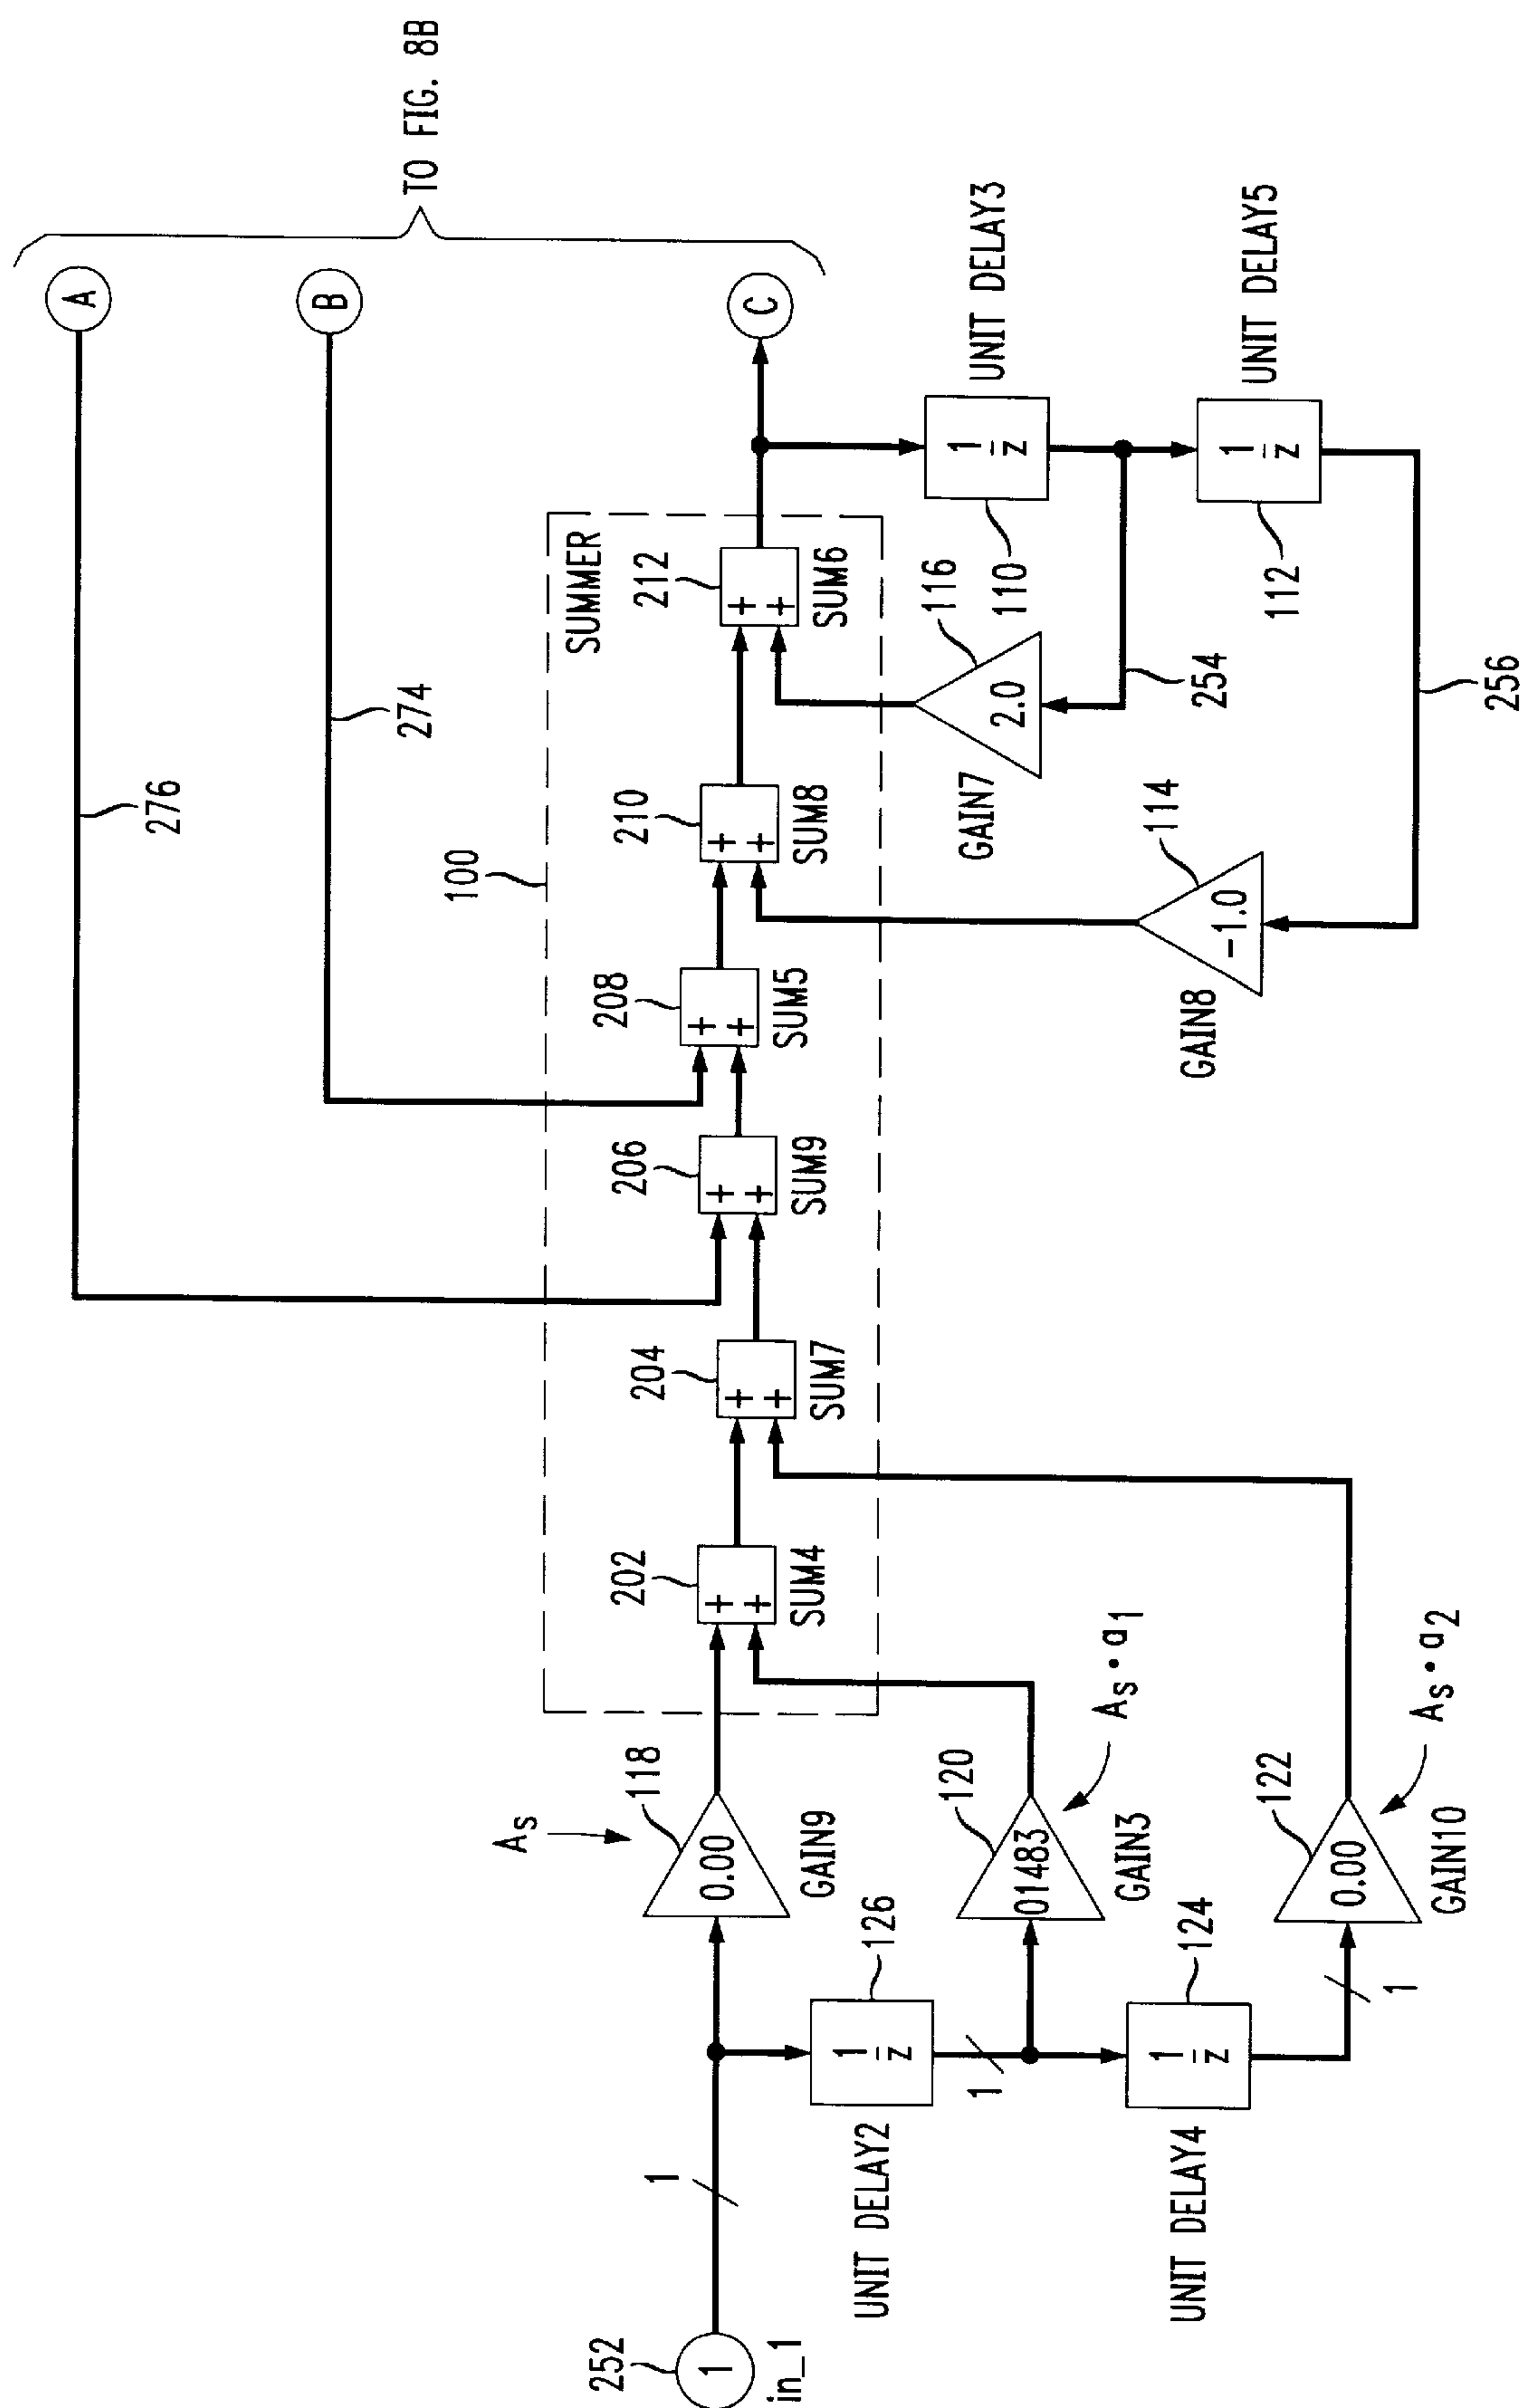 TO FIG. 8B
A
276
B
274
C
100
SUMMER
202
SUM4
204
SUM7
206
SUM9
208
SUM5
210
SUM8
212
SUM6
252
1
in_1
1
As
118
0.00
GAIN9
126
1
z
UNIT DELAY2
1
120
01483
GAIN3
As•a1
124
1
z
UNIT DELAY4
1
122
0.00
GAIN10
As•a2
114
-1.0
GAIN8
116
2.0
GAIN7
110
1
z
UNIT DELAY3
254
112
1
z
UNIT DELAY5
256